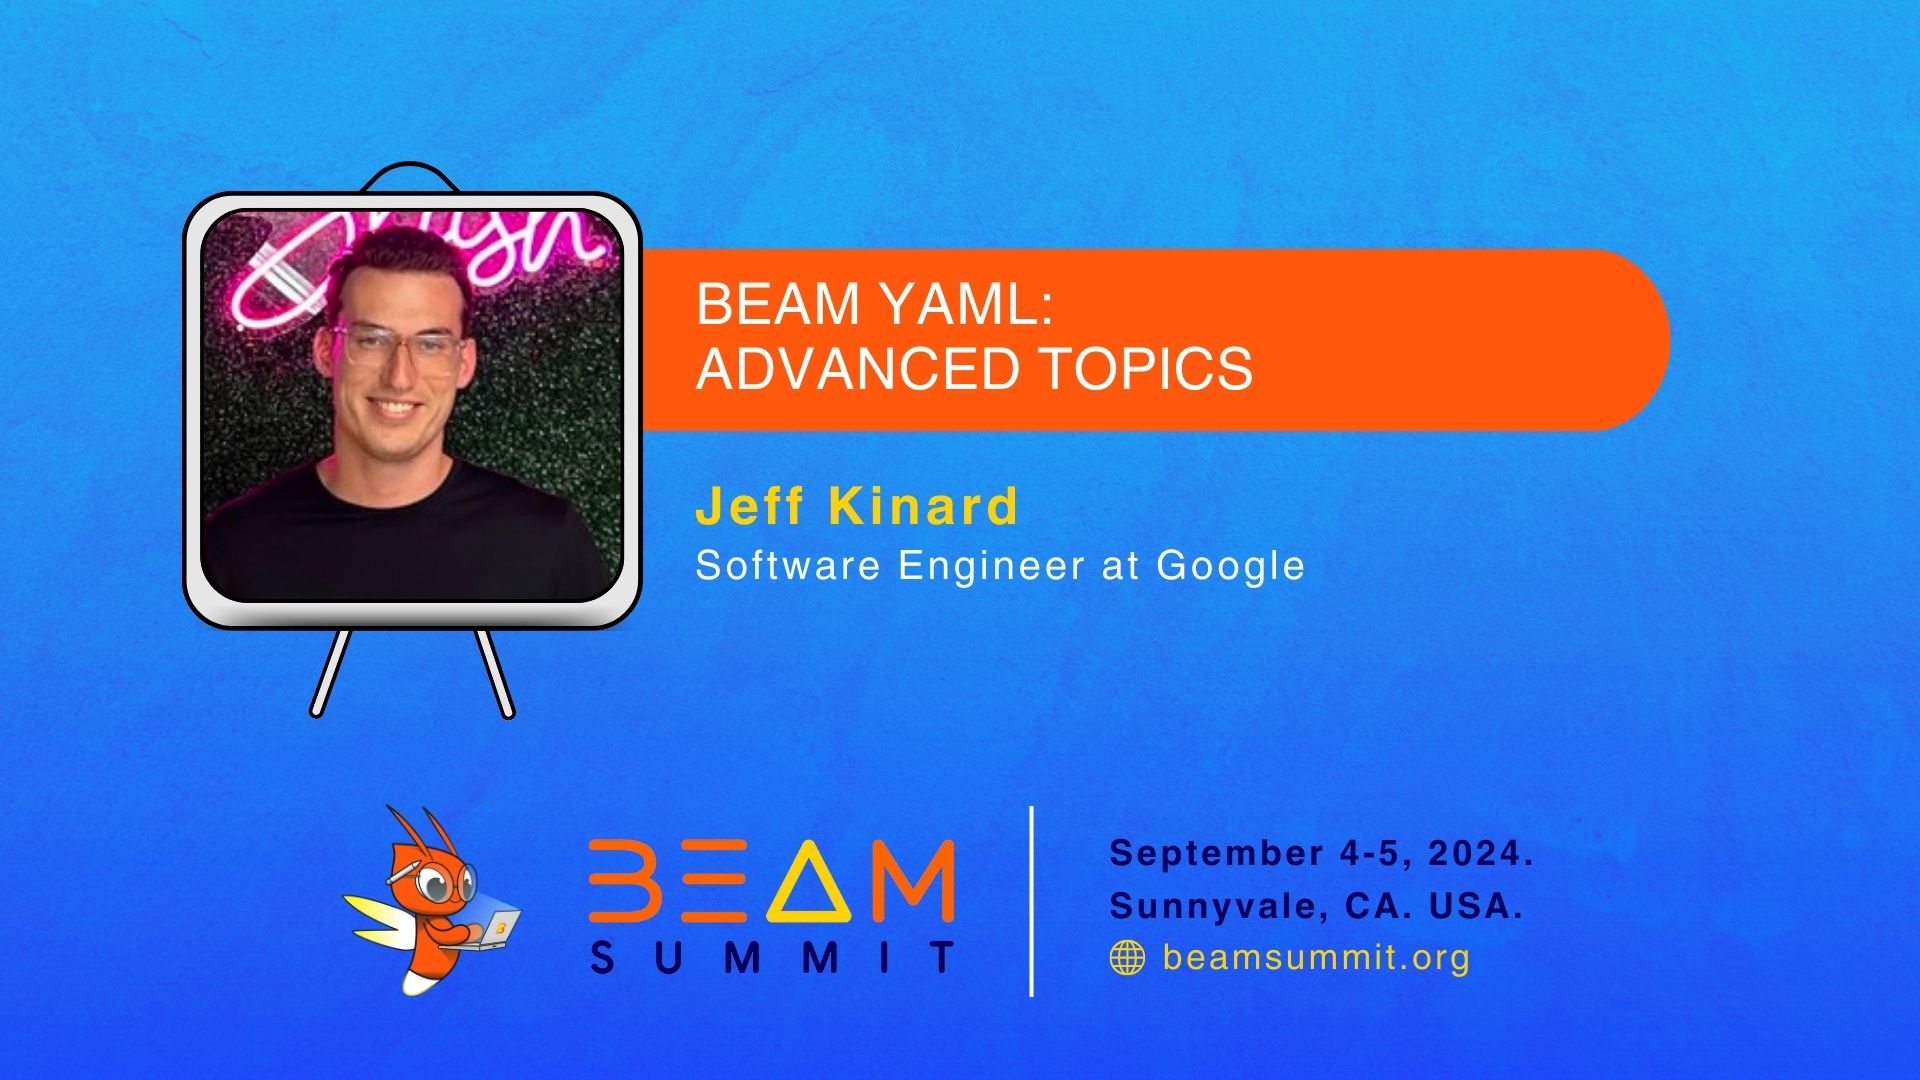 BEAM YAML:
ADVANCED TOPICS
Jeff Kinard
Software Engineer at Google
BEAM
SUMMIT
September 4-5, 2024.
Sunnyvale, CA. USA.
beamsummit.org